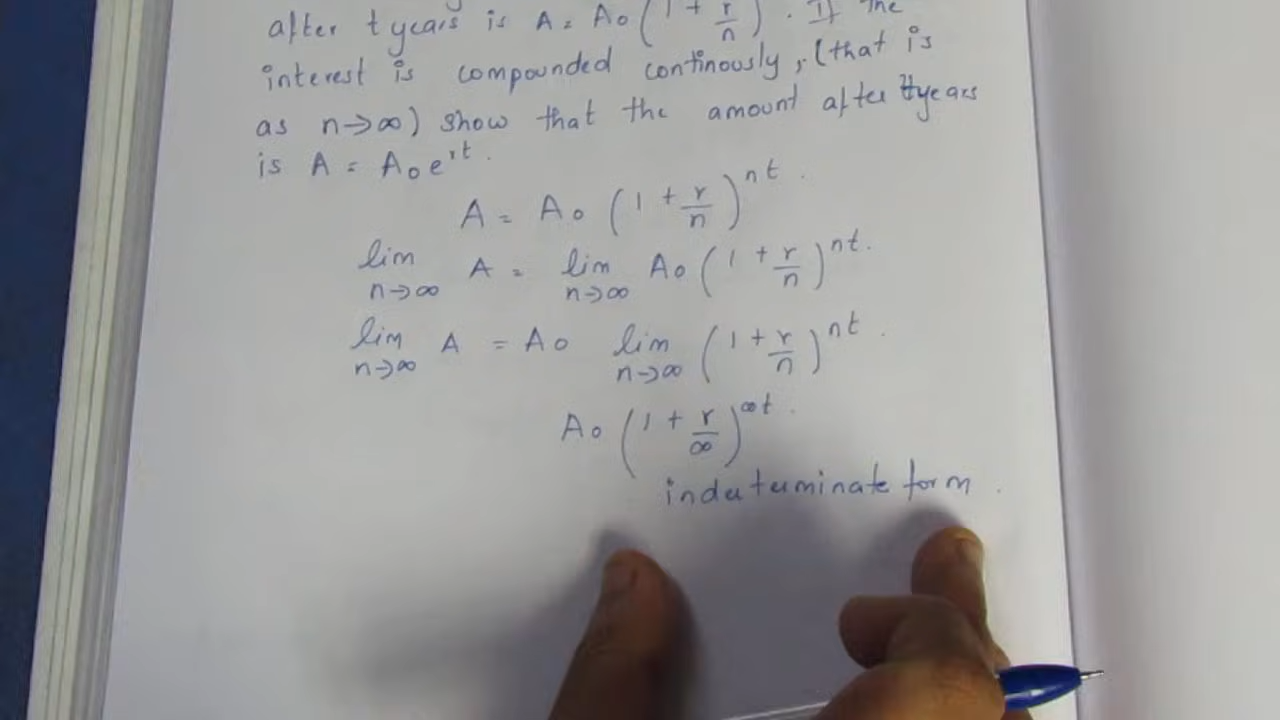 after t years is A = A₀ (1 + r/n) . If the
interest is compounded continously, (that is
as n→∞) show that the amount after t years
is A = A₀ e^rt .
A = A₀ (1 + r/n)^nt .
lim n→∞ A = lim n→∞ A₀ (1 + r/n)^nt .
lim n→∞ A = A₀ lim n→∞ (1 + r/n)^nt .
A₀ (1 + r/∞)^∞t .
indeterminate form .